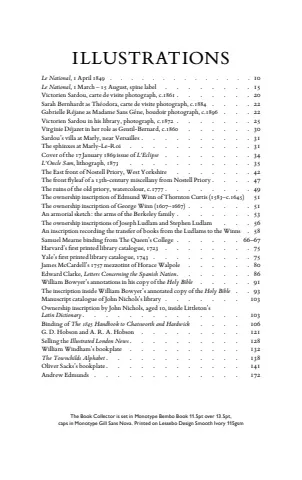 ILLUSTRATIONS
Le National, 1 April 1849 . . . . . . . . . . . . . . 10
Le National, 1 March – 15 August, spine label . . . . . . . . . 15
Victorien Sardou, carte de visite photograph, c.1861 . . . . . . . . 20
Sarah Bernhardt as Théodora, carte de visite photograph, c.1884 . . . . . 22
Gabrielle Réjane as Madame Sans Gêne, boudoir photograph, c.1896 . . . . 22
Victorien Sardou in his library, photograph, c.1872 . . . . . . . . 25
Virginie Déjazet in her role as Gentil-Bernard, c.1860 . . . . . . . 30
Sardou's villa at Marly, near Versailles . . . . . . . . . . 31
The sphinxes at Marly-Le-Roi . . . . . . . . . . . . 31
Cover of the 17 January 1869 issue of L'Eclipse . . . . . . . . . 34
L'Oncle Sam, lithograph, 1873 . . . . . . . . . . . 35
The East front of Nostell Priory, West Yorkshire . . . . . . . . 42
The front flyleaf of a 15th-century miscellany from Nostell Priory . . . . . 47
The ruins of the old priory, watercolour, c.1777 . . . . . . . . . 49
The ownership inscription of Edmund Winn of Thornton Curtis (1583–c.1645) 51
The ownership inscription of George Winn (1607–1667) . . . . . . . 51
An armorial sketch: the arms of the Berkeley family . . . . . . . . 53
The ownership inscriptions of Joseph Ludlam and Stephen Ludlam . . . . 56
An inscription recording the transfer of books from the Ludlams to the Winns . 58
Samuel Mearne binding from The Queen's College . . . . . . . 66–67
Harvard's first printed library catalogue, 1723 . . . . . . . . . 75
Yale's first printed library catalogue, 1743 . . . . . . . . . . 75
James McArdell's 1757 mezzotint of Horace Walpole . . . . . . . 80
Edward Clarke, Letters Concerning the Spanish Nation . . . . . . . . 86
William Bowyer's annotations in his copy of the Holy Bible . . . . . . 91
The inscription inside William Bowyer's annotated copy of the Holy Bible . . 93
Manuscript catalogue of John Nichols's library . . . . . . . . . 103
Ownership inscription by John Nichols, aged 10, inside Littleton's
Latin Dictionary . . . . . . . . . . . . . . . . 103
Binding of The 1845 Handbook to Chatsworth and Hardwick . . . . . . 106
G. D. Hobson and A. R. A. Hobson . . . . . . . . . . . 121
Selling the Illustrated London News . . . . . . . . . . . 128
William Windham's bookplate . . . . . . . . . . . . 132
The Towneiads Alphabet . . . . . . . . . . . . . . 138
Oliver Sacks's bookplate . . . . . . . . . . . . . . 141
Andrew Edmunds . . . . . . . . . . . . . . . 172
The Book Collector is set in Monotype Bembo Book 11.5pt over 13.5pt,
caps in Monotype Gill Sans Nova. Printed on Lessebo Design Smooth Ivory 115gsm